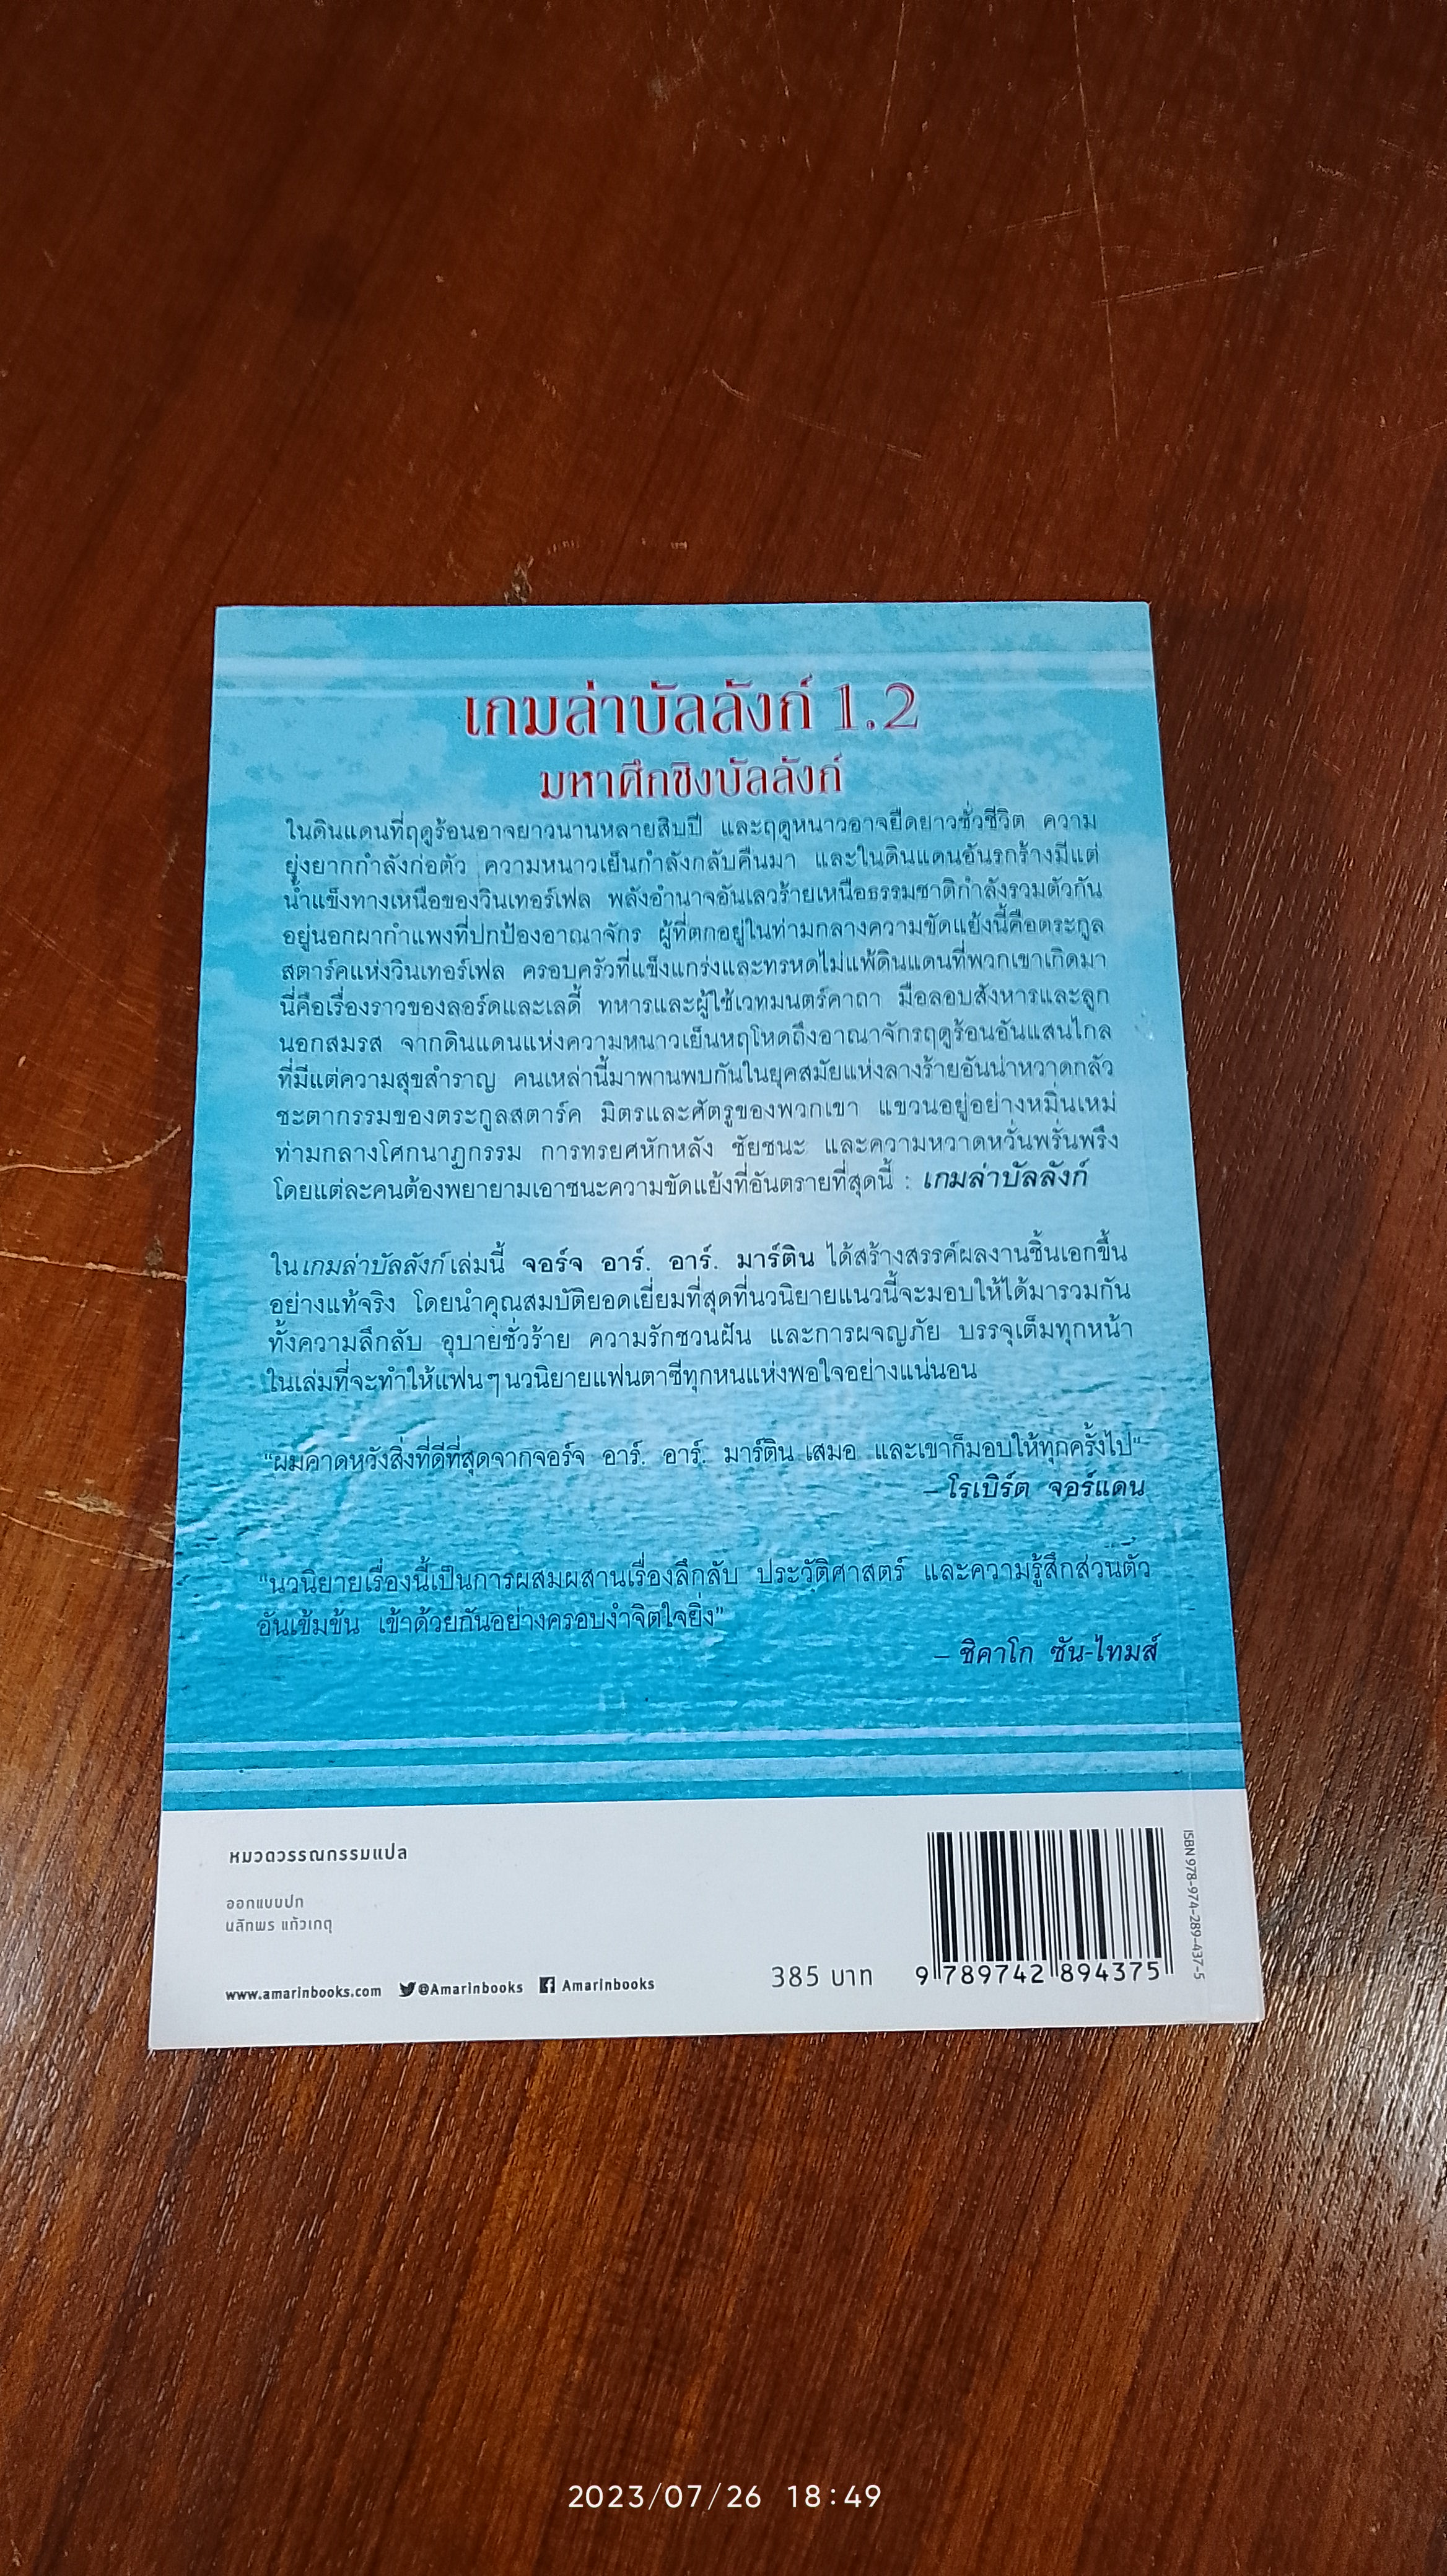 เกมล่าบัลลังก์ 1.2
มหาศึกชิงบัลลังก์
ในดินแดนที่ฤดูร้อนอาจยาวนานหลายสิบปี และฤดูหนาวอาจยืดยาวชั่วชีวิต ความ
ยุ่งยากกำลังก่อตัว ความหนาวเย็นกำลังกลับคืนมา และในดินแดนอันรกร้างมีแต่
น้ำแข็งทางเหนือของวินเทอร์เฟล พลังอำนาจอันเลวร้ายเหนือธรรมชาติกำลังรวมตัวกัน
อยู่นอกผากำแพงที่ปกป้องอาณาจักร ผู้ที่ตกอยู่ในท่ามกลางความขัดแย้งนี้คือตระกูล
สตาร์คแห่งวินเทอร์เฟล ครอบครัวที่แข็งแกร่งและทรหดไม่แพ้ดินแดนที่พวกเขาเกิดมา
นี่คือเรื่องราวของลอร์ดและเลดี้ ทหารและผู้ใช้เวทมนตร์คาถา มือลอบสังหารและลูก
นอกสมรส จากดินแดนแห่งความหนาวเย็นหฤโหดถึงอาณาจักรฤดูร้อนอันแสนไกล
ที่มีแต่ความสุขสำราญ คนเหล่านี้มาพานพบกันในยุคสมัยแห่งลางร้ายอันน่าหวาดกลัว
ชะตากรรมของตระกูลสตาร์ค มิตรและศัตรูของพวกเขา แขวนอยู่อย่างหมิ่นเหม่
ท่ามกลางโศกนาฏกรรม การทรยศหักหลัง ชัยชนะ และความหวาดหวั่นพรั่นพรึง
โดยแต่ละคนต้องพยายามเอาชนะความขัดแย้งที่อันตรายที่สุดนี้ : เกมล่าบัลลังก์
ในเกมล่าบัลลังก์เล่มนี้ จอร์จ อาร์. อาร์. มาร์ติน ได้สร้างสรรค์ผลงานชิ้นเอกขึ้น
อย่างแท้จริง โดยนำคุณสมบัติยอดเยี่ยมที่สุดที่นวนิยายแนวนี้จะมอบให้ได้มารวมกัน
ทั้งความลึกลับ อุบายชั่วร้าย ความรักชวนฝัน และการผจญภัย บรรจุเต็มทุกหน้า
ในเล่มที่จะทำให้แฟนๆนวนิยายแฟนตาซีทุกหนแห่งพอใจอย่างแน่นอน
“ผมคาดหวังสิ่งที่ดีที่สุดจากจอร์จ อาร์. อาร์. มาร์ติน เสมอ และเขาก็มอบให้ทุกครั้งไป”
– โรเบิร์ต จอร์แดน
“นวนิยายเรื่องนี้เป็นการผสมผสานเรื่องลึกลับ ประวัติศาสตร์ และความรู้สึกส่วนตัว
อันเข้มข้น เข้าด้วยกันอย่างครอบงำจิตใจยิ่ง”
– ชิคาโก ซัน-ไทมส์
หมวดวรรณกรรมแปล
ออกแบบปก
นลัทพร แก้วเกตุ
www.amarinbooks.com @Amarinbooks Amarinbooks
385 บาท
9 789742 894375
ISBN 978-974-289-437-5
2023/07/26 18:49